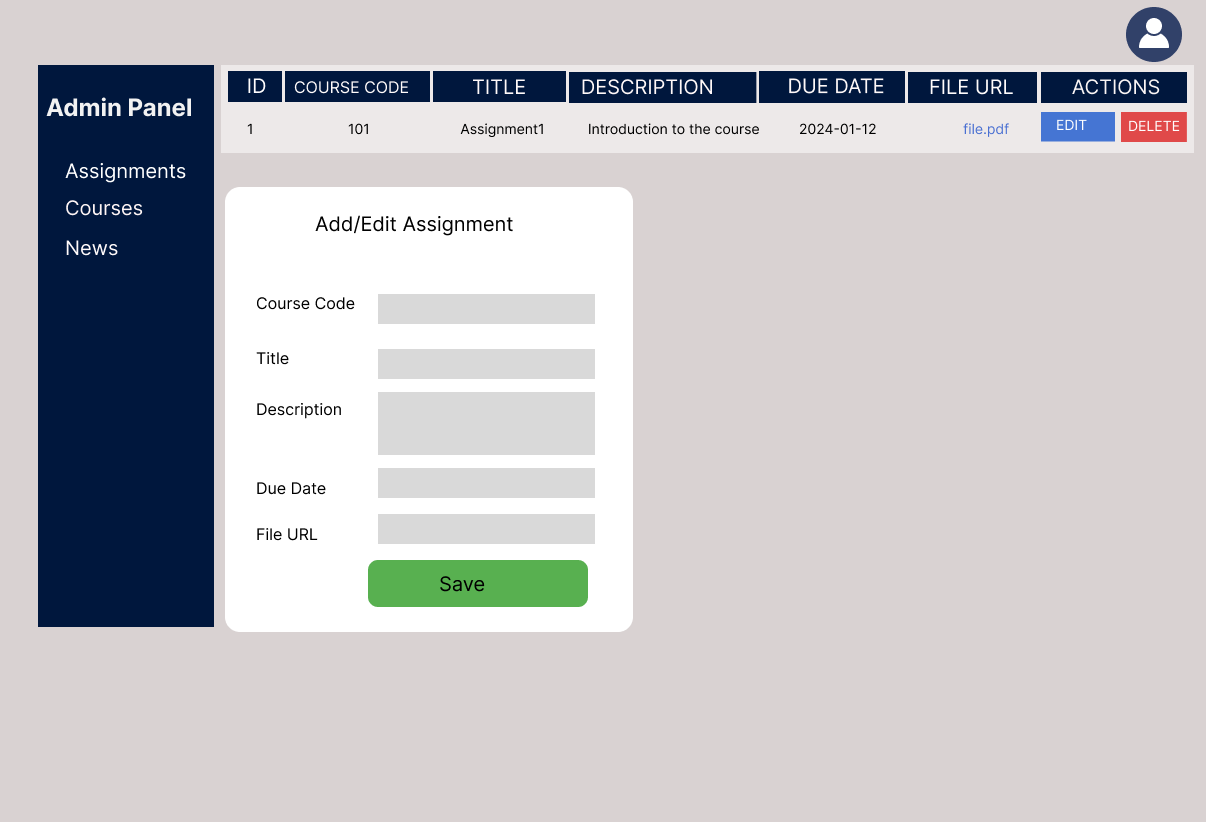 Admin Panel
Assignments
Courses
News
ID COURSE CODE TITLE DESCRIPTION DUE DATE FILE URL ACTIONS
1 101 Assignment1 Introduction to the course 2024-01-12 file.pdf EDIT DELETE
Add/Edit Assignment
Course Code
Title
Description
Due Date
File URL
Save